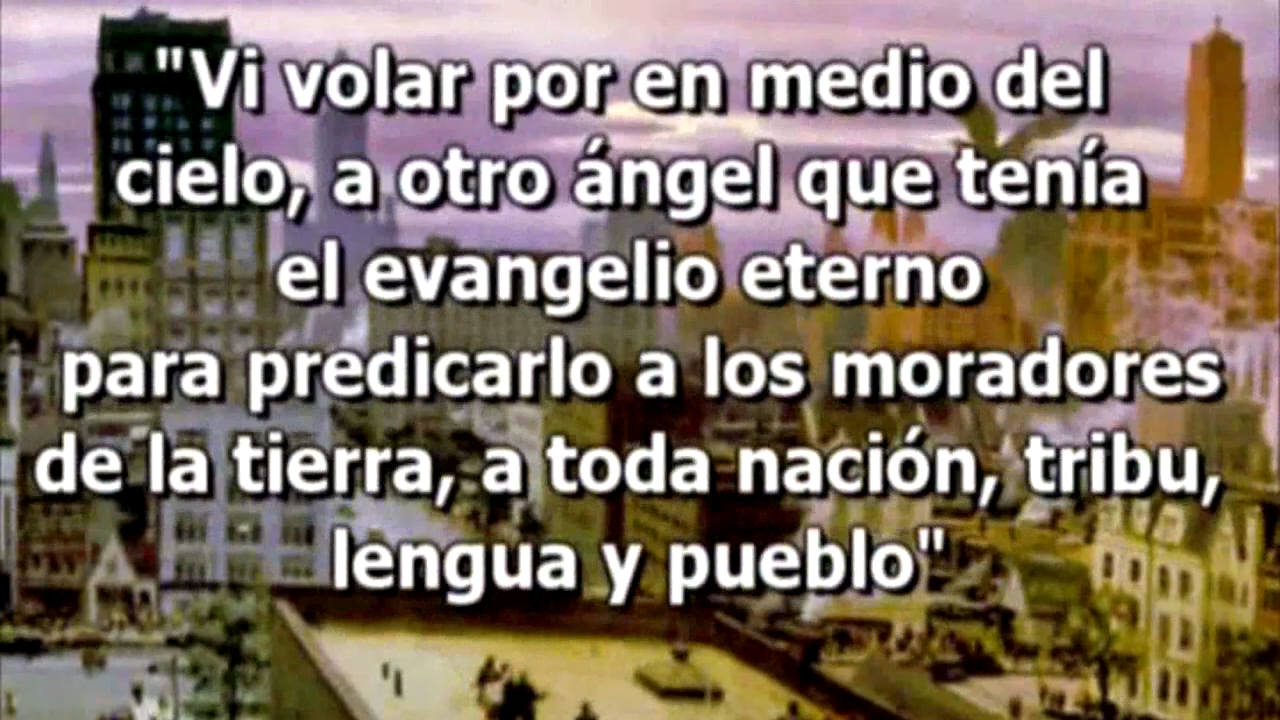 "Vi volar por en medio del
cielo, a otro ángel que tenía
el evangelio eterno
para predicarlo a los moradores
de la tierra, a toda nación, tribu,
lengua y pueblo"